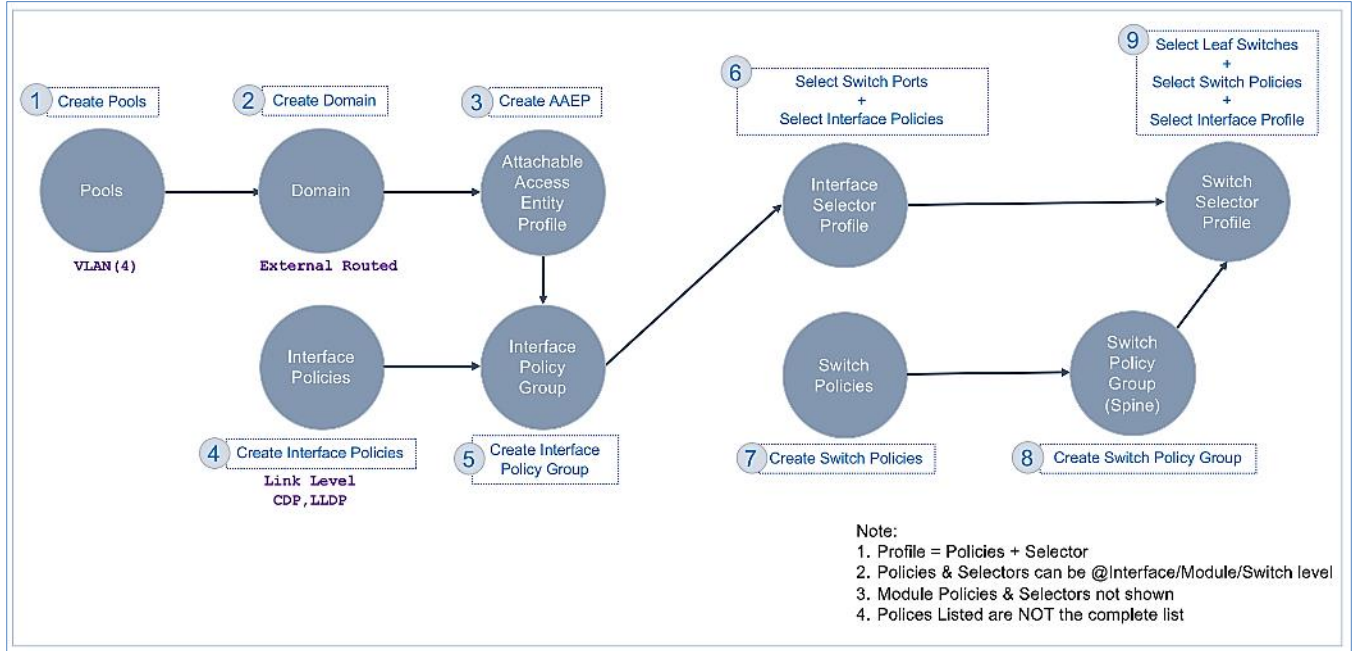 1 Create Pools
Pools
VLAN(4)
2 Create Domain
Domain
External Routed
3 Create AAEP
Attachable
Access
Entity
Profile
4 Create Interface Policies
Interface
Policies
Link Level
CDP,LLDP
5 Create Interface
Policy Group
Interface
Policy
Group
6 Select Switch Ports
+
Select Interface Policies
Interface
Selector
Profile
7 Create Switch Policies
Switch
Policies
8 Create Switch Policy Group
Switch
Policy
Group
(Spine)
9 Select Leaf Switches
+
Select Switch Policies
+
Select Interface Profile
Switch
Selector
Profile
Note:
1. Profile = Policies + Selector
2. Policies & Selectors can be @Interface/Module/Switch level
3. Module Policies & Selectors not shown
4. Polices Listed are NOT the complete list